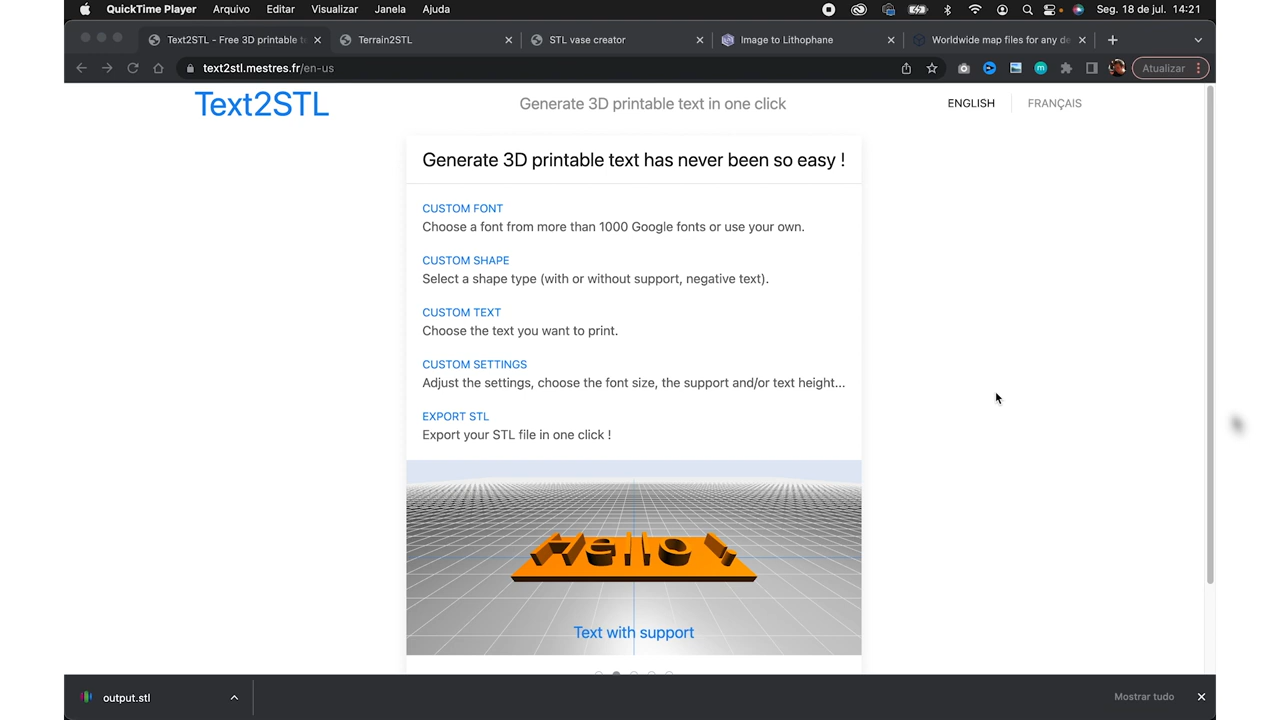 QuickTime Player Arquivo Editar Visualizar Janela Ajuda Seg. 18 de jul. 14:21
Text2STL - Free 3D printable te Terrain2STL STL vase creator Image to Lithophane Worldwide map files for any de
text2stl.mestres.fr/en-us Atualizar
Text2STL Generate 3D printable text in one click ENGLISH FRANÇAIS
Generate 3D printable text has never been so easy !
CUSTOM FONT
Choose a font from more than 1000 Google fonts or use your own.
CUSTOM SHAPE
Select a shape type (with or without support, negative text).
CUSTOM TEXT
Choose the text you want to print.
CUSTOM SETTINGS
Adjust the settings, choose the font size, the support and/or text height...
EXPORT STL
Export your STL file in one click !
Hello !
Text with support
output.stl Mostrar tudo